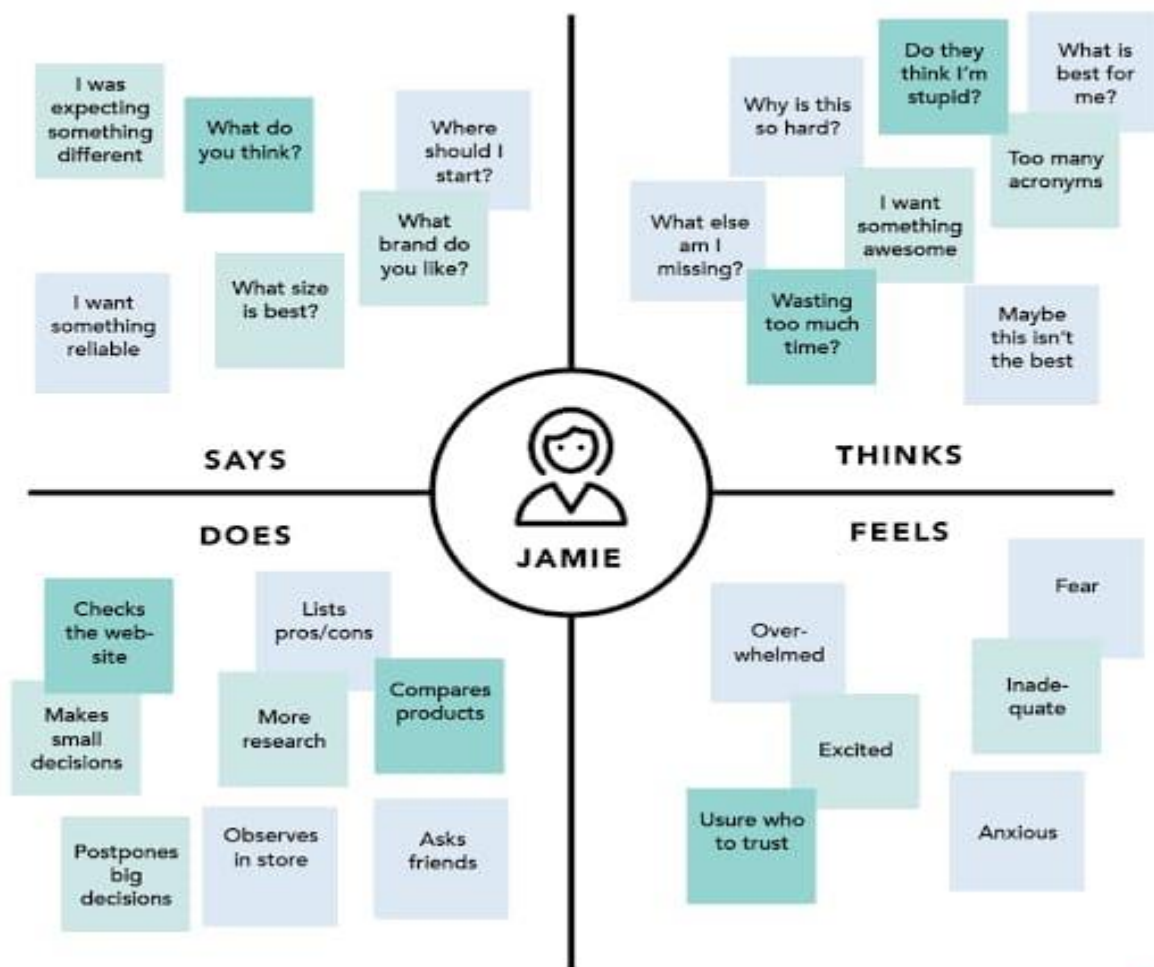 I was
expecting
something
different
What do
you think?
Where
should I
start?
What
brand do
you like?
What size
is best?
I want
something
reliable
SAYS
Do they
think I'm
stupid?
What is
best for
me?
Why is this
so hard?
Too many
acronyms
I want
something
awesome
What else
am I
missing?
Wasting
too much
time?
Maybe
this isn't
the best
THINKS
JAMIE
DOES
Checks
the web-
site
Lists
pros/cons
Compares
products
Makes
small
decisions
More
research
Postpones
big
decisions
Observes
in store
Asks
friends
FEELS
Fear
Over-
whelmed
Inade-
quate
Excited
Usure who
to trust
Anxious